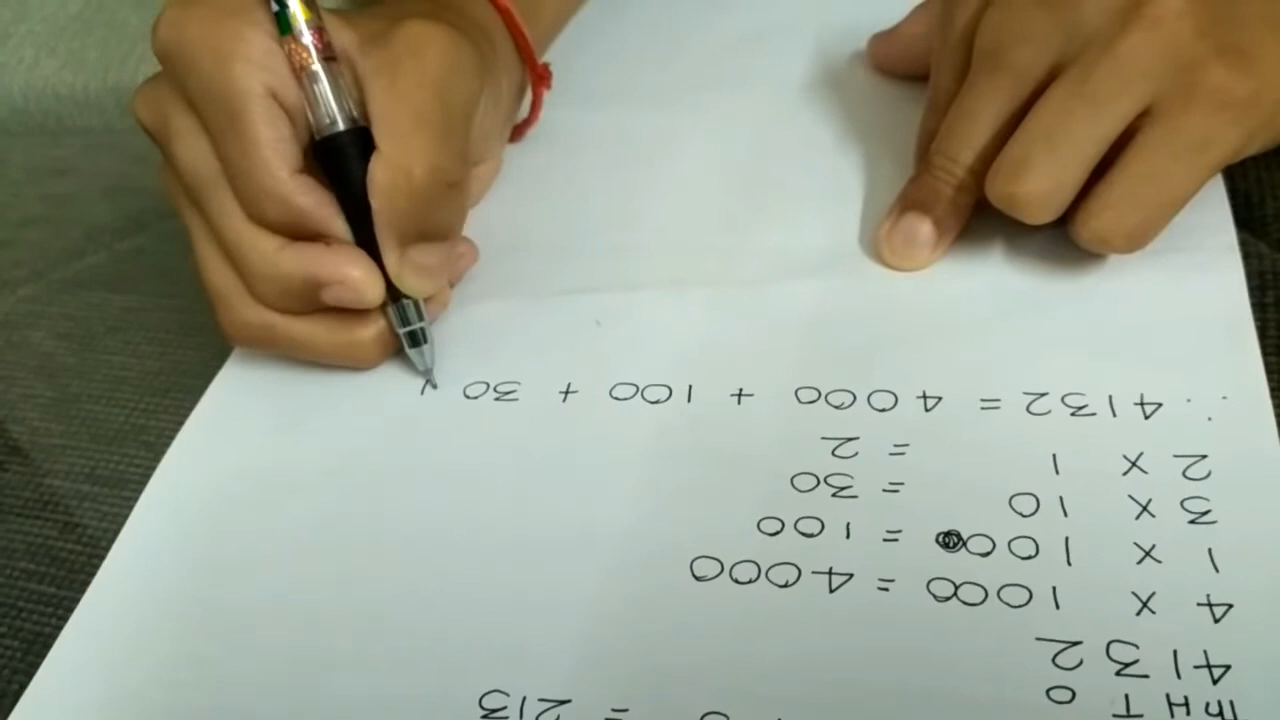 = 213
Th H T O
4 1 3 2
4 x 1000 = 4000
1 x 100 = 100
3 x 10 = 30
2 x 1 = 2
∴ 4132 = 4000 + 100 + 30